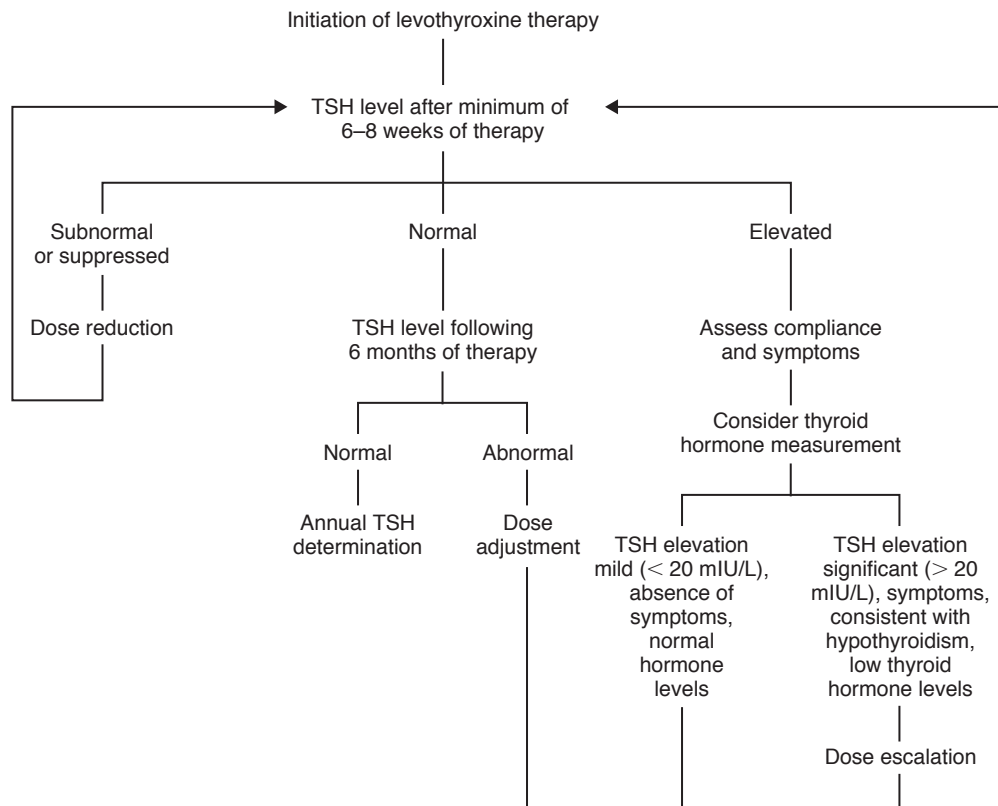 Initiation of levothyroxine therapy
TSH level after minimum of
6–8 weeks of therapy
Subnormal
or suppressed
Dose reduction
Normal
TSH level following
6 months of therapy
Normal
Annual TSH
determination
Abnormal
Dose
adjustment
Elevated
Assess compliance
and symptoms
Consider thyroid
hormone measurement
TSH elevation
mild (< 20 mIU/L),
absence of
symptoms,
normal
hormone
levels
TSH elevation
significant (> 20
mIU/L), symptoms,
consistent with
hypothyroidism,
low thyroid
hormone levels
Dose escalation